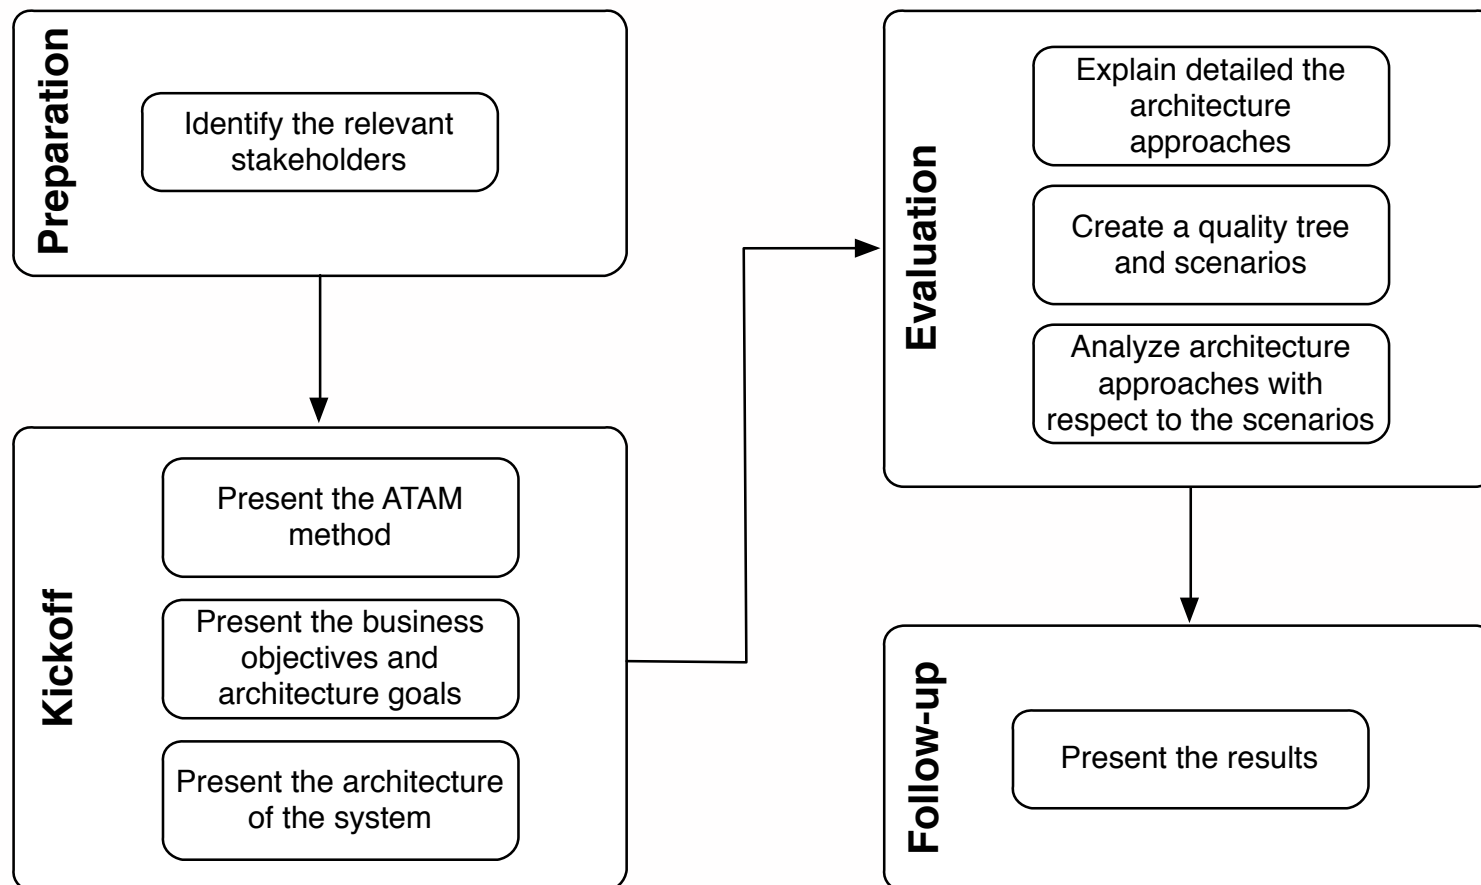 Preparation
Identify the relevant
stakeholders
Kickoff
Present the ATAM
method
Present the business
objectives and
architecture goals
Present the architecture
of the system
Evaluation
Explain detailed the
architecture
approaches
Create a quality tree
and scenarios
Analyze architecture
approaches with
respect to the scenarios
Follow-up
Present the results